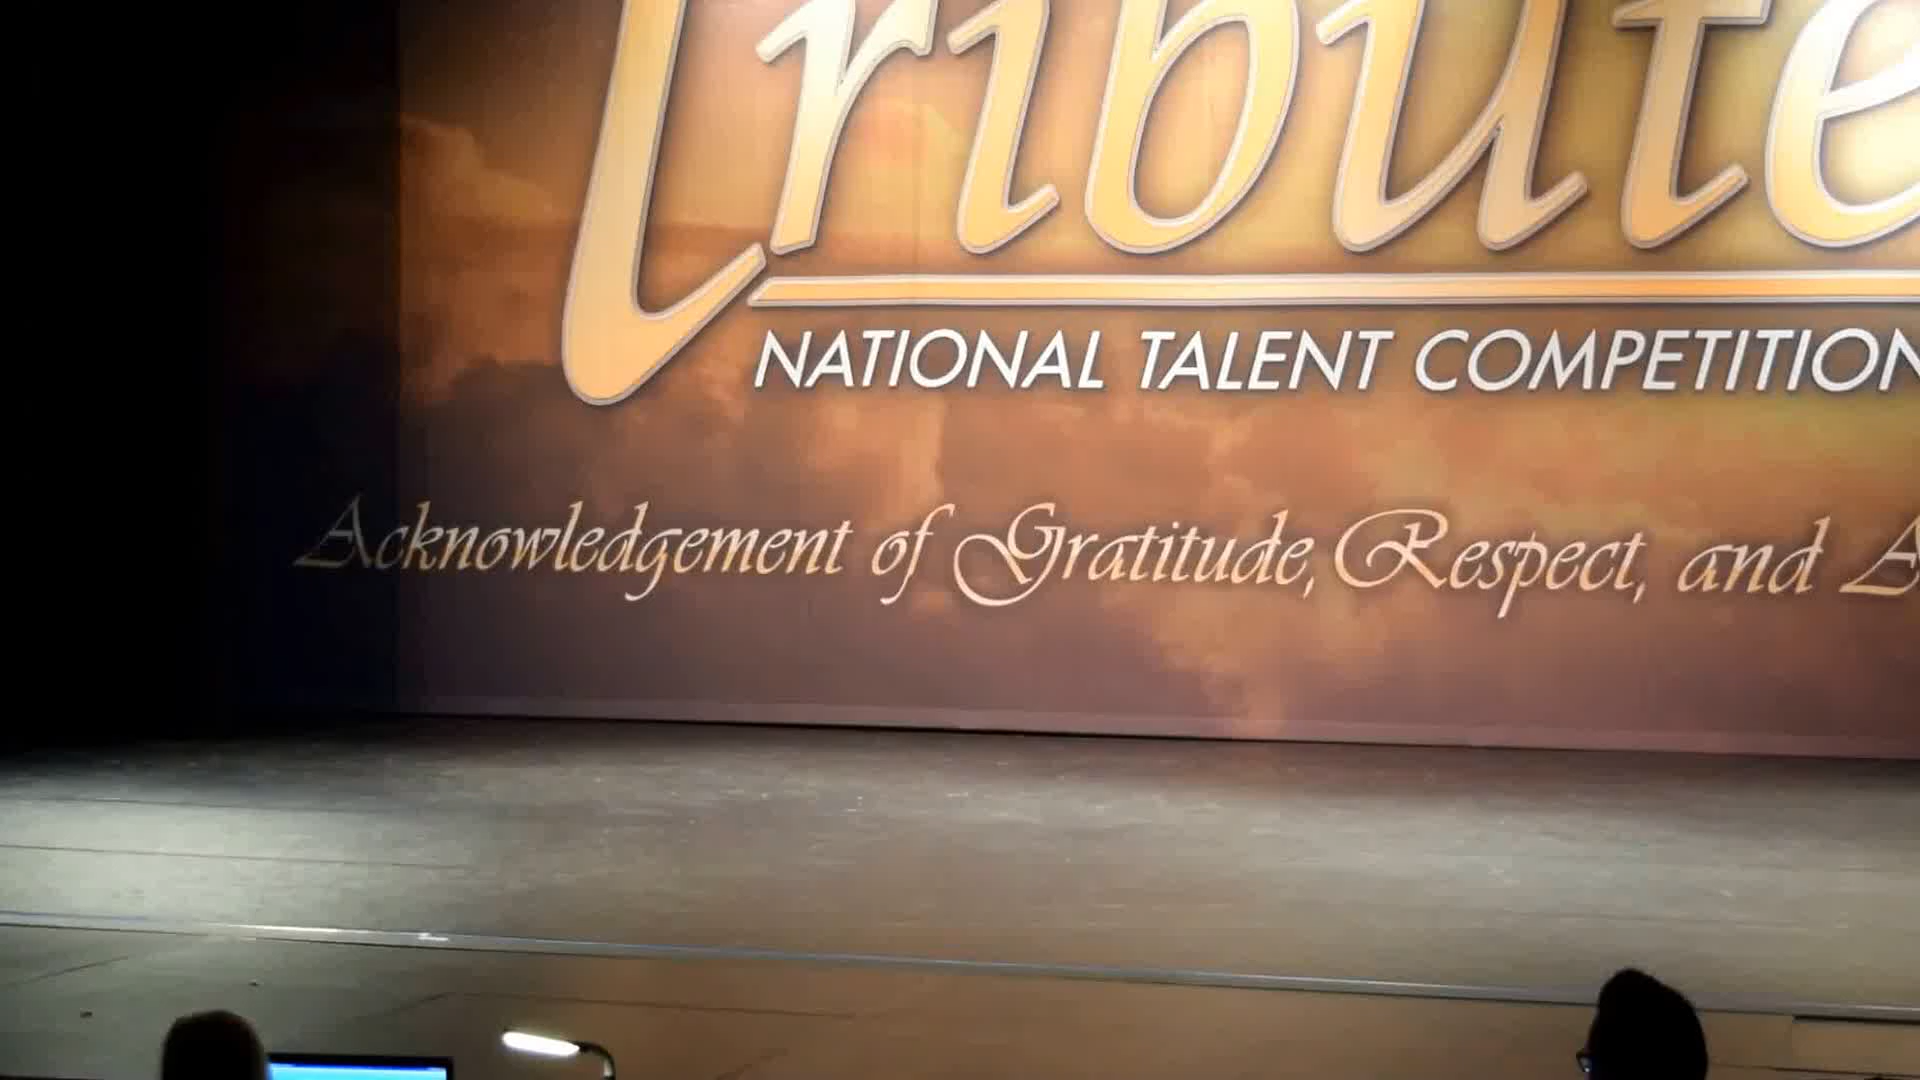 Tribute
NATIONAL TALENT COMPETITION
Acknowledgement of Gratitude, Respect, and